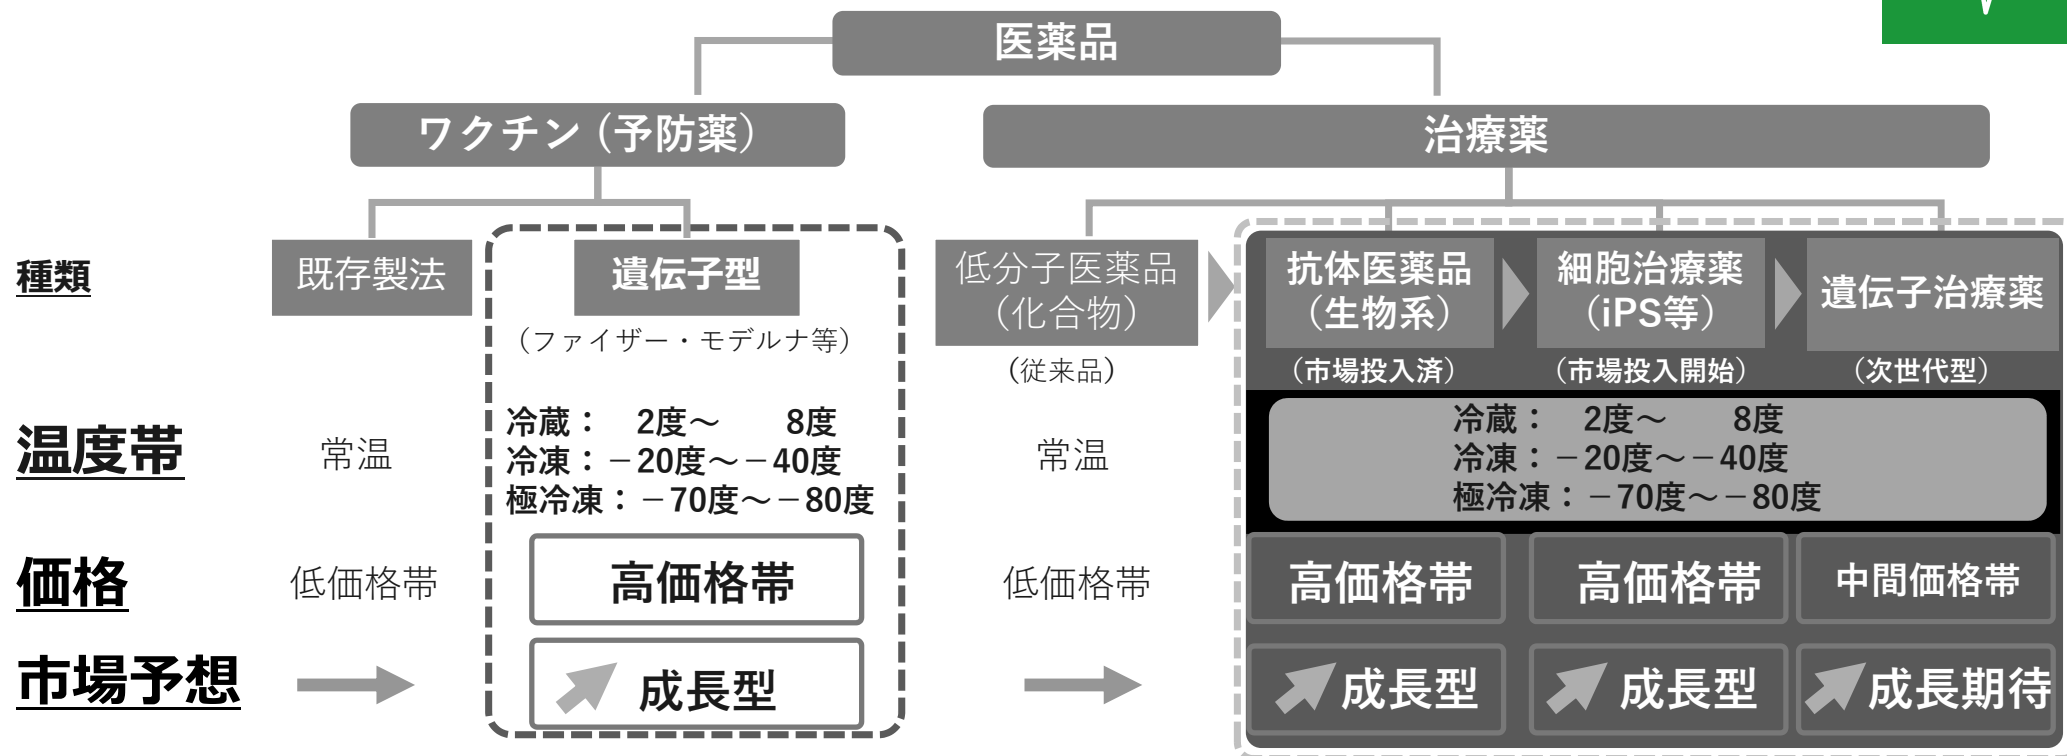 医薬品
ワクチン（予防薬）
治療薬
種類
既存製法
遺伝子型
（ファイザー・モデルナ等）
低分子医薬品
（化合物）
（従来品）
抗体医薬品
（生物系）
（市場投入済）
細胞治療薬
（iPS等）
（市場投入開始）
遺伝子治療薬
（次世代型）
温度帯
常温
冷蔵：　2度～　　8度
冷凍：－20度～－40度
極冷凍：－70度～－80度
常温
冷蔵：　2度～　　8度
冷凍：－20度～－40度
極冷凍：－70度～－80度
価格
低価格帯
高価格帯
低価格帯
高価格帯
高価格帯
中間価格帯
市場予想
成長型
成長型
成長型
成長期待